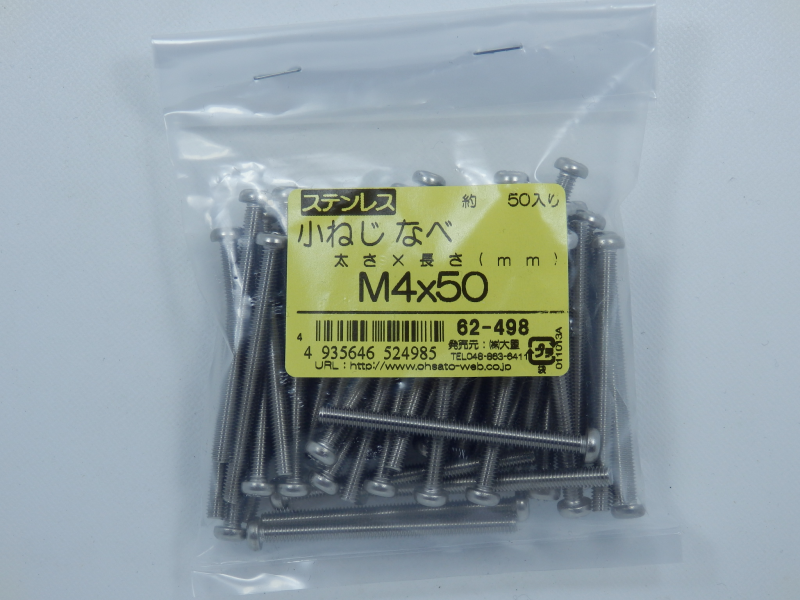 ステンレス 約 50入り
小ねじ なべ
太さ×長さ(mm)
M4x50
62-498
4 935646 524985
発売元:㈱大里
TEL048-863-6411
URL:http://www.ohsato-web.co.jp
袋
011013A